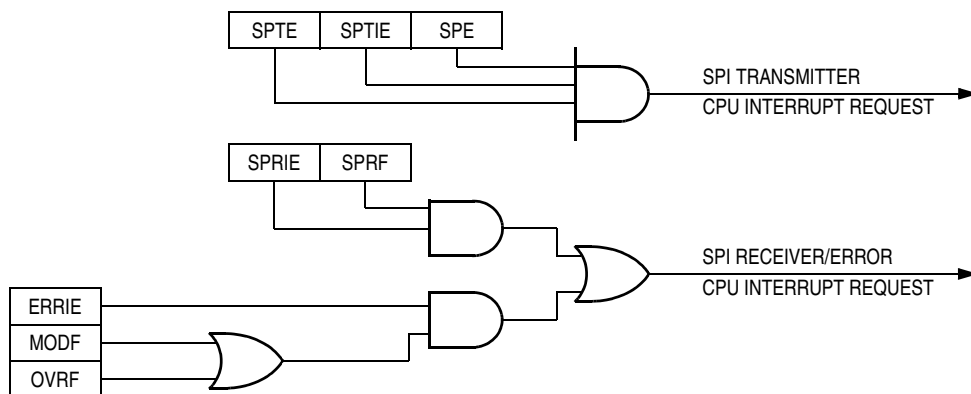 SPTE SPTIE SPE
SPI TRANSMITTER
CPU INTERRUPT REQUEST
SPRIE SPRF
SPI RECEIVER/ERROR
CPU INTERRUPT REQUEST
ERRIE
MODF
OVRF